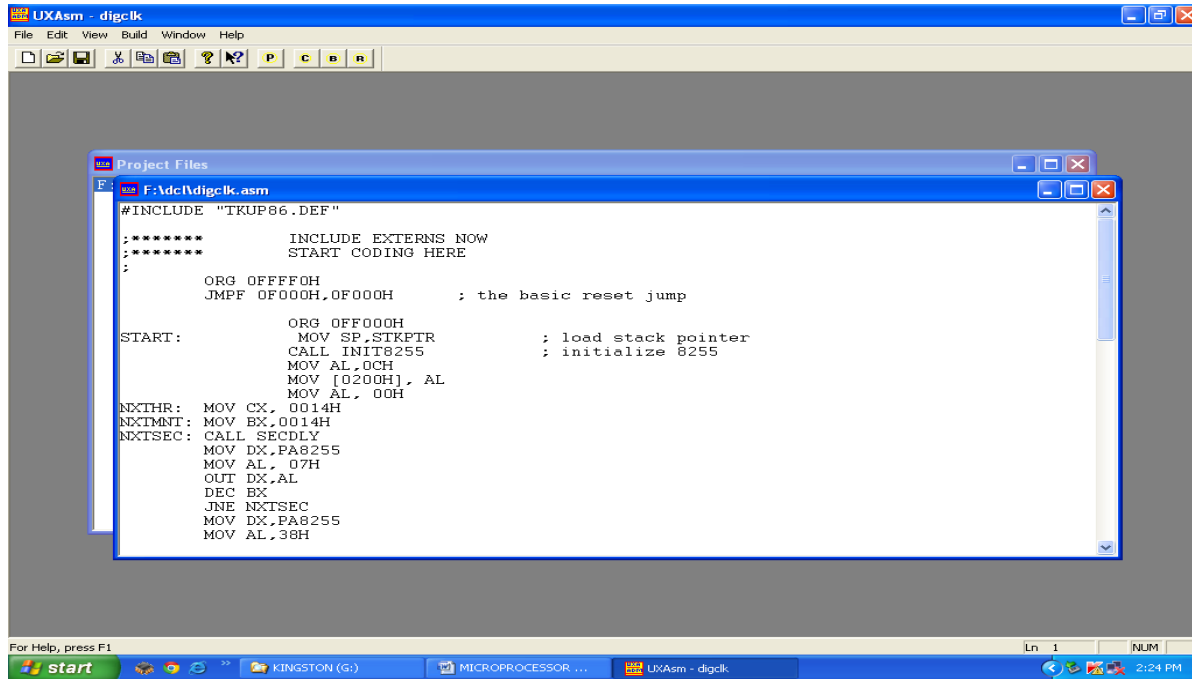 UXAsm - digclk
File Edit View Build Window Help
P C B R
Project Files
F:
F:\dcl\digclk.asm
#INCLUDE "TKUP86.DEF"
;******* INCLUDE EXTERNS NOW
;******* START CODING HERE
;
ORG 0FFFF0H
JMPF 0F000H,0F000H ; the basic reset jump
ORG 0FF000H
START: MOV SP,STKPTR ; load stack pointer
CALL INIT8255 ; initialize 8255
MOV AL,0CH
MOV [0200H], AL
MOV AL, 00H
NXTHR: MOV CX, 0014H
NXTMNT: MOV BX,0014H
NXTSEC: CALL SECDLY
MOV DX,PA8255
MOV AL, 07H
OUT DX,AL
DEC BX
JNE NXTSEC
MOV DX,PA8255
MOV AL,38H
For Help, press F1
Ln 1 NUM
start KINGSTON (G:) MICROPROCESSOR ... UXAsm - digclk 2:24 PM